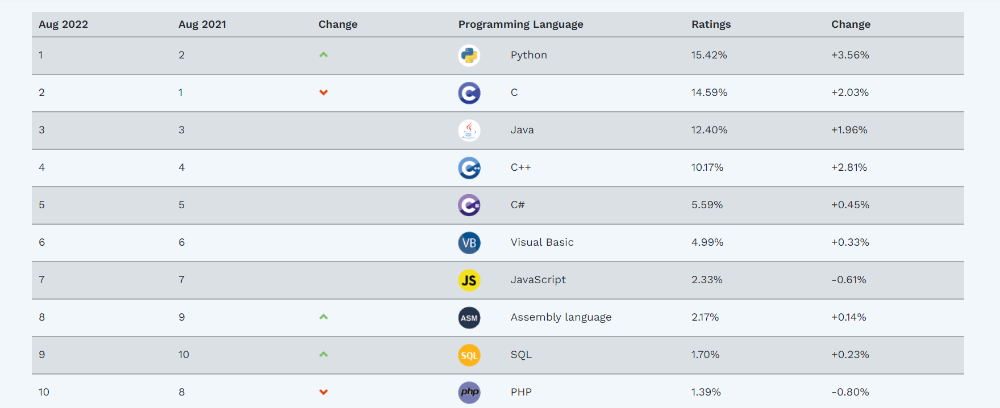 Aug 2022 Aug 2021 Change Programming Language Ratings Change
1 2 Python 15.42% +3.56%
2 1 C C 14.59% +2.03%
3 3 Java 12.40% +1.96%
4 4 C++ C++ 10.17% +2.81%
5 5 C# C# 5.59% +0.45%
6 6 VB Visual Basic 4.99% +0.33%
7 7 JS JavaScript 2.33% -0.61%
8 9 ASM Assembly language 2.17% +0.14%
9 10 SQL SQL 1.70% +0.23%
10 8 php PHP 1.39% -0.80%